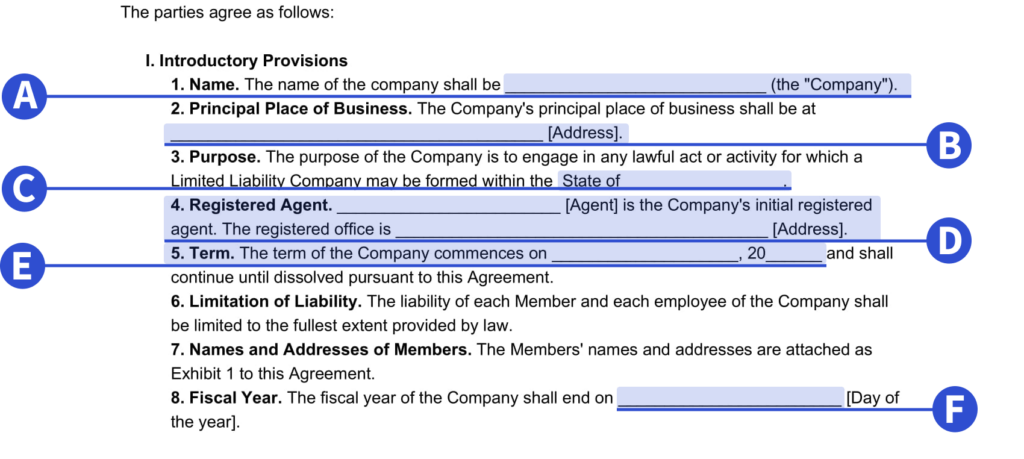 The parties agree as follows:
I. Introductory Provisions
1. Name. The name of the company shall be ______________________________ (the "Company").
A
2. Principal Place of Business. The Company's principal place of business shall be at
___________________________________________ [Address].
B
3. Purpose. The purpose of the Company is to engage in any lawful act or activity for which a
C
Limited Liability Company may be formed within the State of .
4. Registered Agent. _________________________ [Agent] is the Company's initial registered
agent. The registered office is __________________________________________ [Address].
D
5. Term. The term of the Company commences on _____________________, 20______ and shall
E
continue until dissolved pursuant to this Agreement.
6. Limitation of Liability. The liability of each Member and each employee of the Company shall
be limited to the fullest extent provided by law.
7. Names and Addresses of Members. The Members' names and addresses are attached as
Exhibit 1 to this Agreement.
8. Fiscal Year. The fiscal year of the Company shall end on _________________________ [Day of
F
the year].